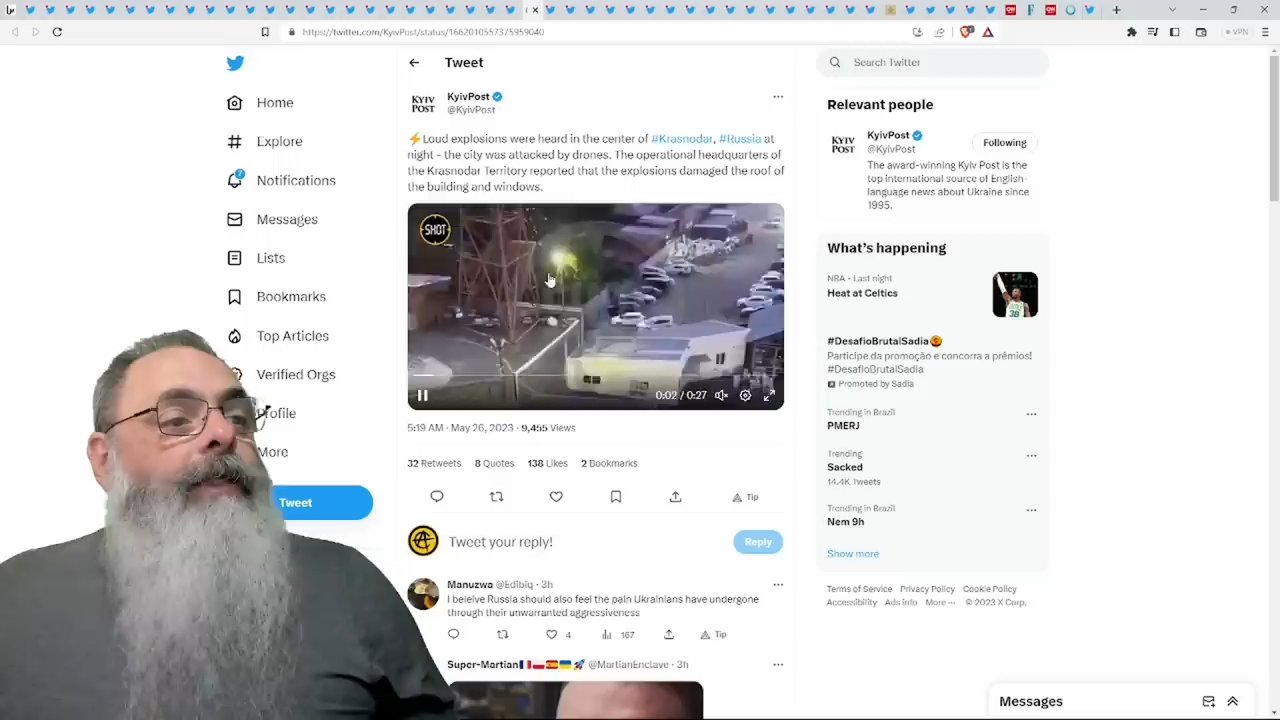 https://twitter.com/KyivPost/status/1662010557375959040
VPN
Home
Explore
7
Notifications
Messages
Lists
Bookmarks
Top Articles
Verified Orgs
Profile
More
Tweet
Tweet
KYIV
POST
KyivPost
@KyivPost
⚡Loud explosions were heard in the center of #Krasnodar, #Russia at
night - the city was attacked by drones. The operational headquarters of
the Krasnodar Territory reported that the explosions damaged the roof of
the building and windows.
SHOT
0:02 / 0:27
5:19 AM · May 26, 2023 · 9,455 Views
32 Retweets 8 Quotes 138 Likes 2 Bookmarks
Tip
Tweet your reply!
Reply
Manuzwa @Edibiq · 3h
I beleive Russia should also feel the pain Ukrainians have undergone
through their unwarranted aggressiveness
4
167
Tip
Super-Martian🇫🇷🇵🇱🇪🇸🇺🇦🚀 @MartianEnclave · 3h
Search Twitter
Relevant people
KYIV
POST
KyivPost
@KyivPost
Following
The award-winning Kyiv Post is the
top international source of English-
language news about Ukraine since
1995.
What's happening
NBA · Last night
Heat at Celtics
#DesafioBrutalSadia
Participe da promoção e concorra a prêmios!
#DesafioBrutalSadia
Promoted by Sadia
Trending in Brazil
PMERJ
Trending
Sacked
14.4K Tweets
Trending in Brazil
Nem 9h
Show more
Terms of Service Privacy Policy Cookie Policy
Accessibility Ads info More ··· © 2023 X Corp.
Messages